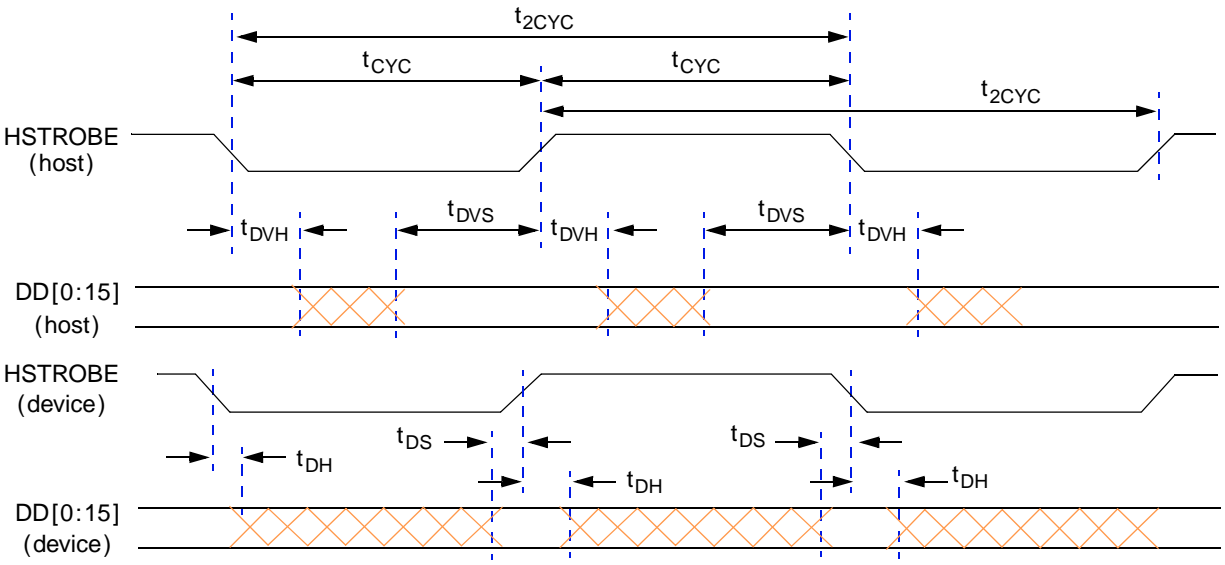 t2CYC
tCYC tCYC
t2CYC
HSTROBE
(host)
tDVH tDVS tDVH tDVS tDVH
DD[0:15]
(host)
HSTROBE
(device)
tDS tDS
tDH tDH tDH
DD[0:15]
(device)